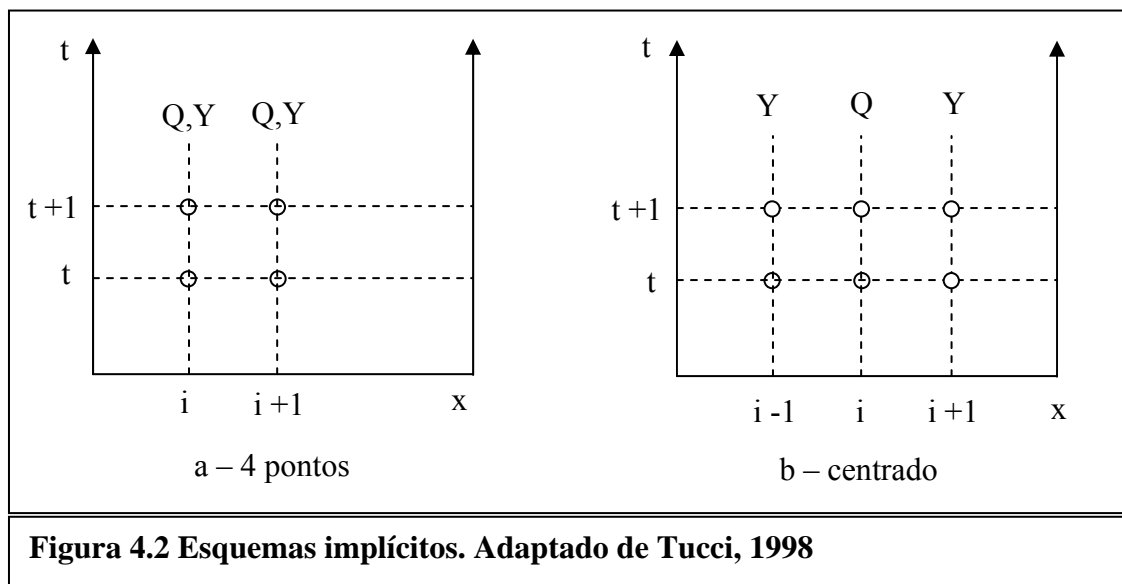 t
Q,Y Q,Y
t +1
t
i i +1 x
a – 4 pontos
t
Y Q Y
t +1
t
i -1 i i +1 x
b – centrado
Figura 4.2 Esquemas implícitos. Adaptado de Tucci, 1998